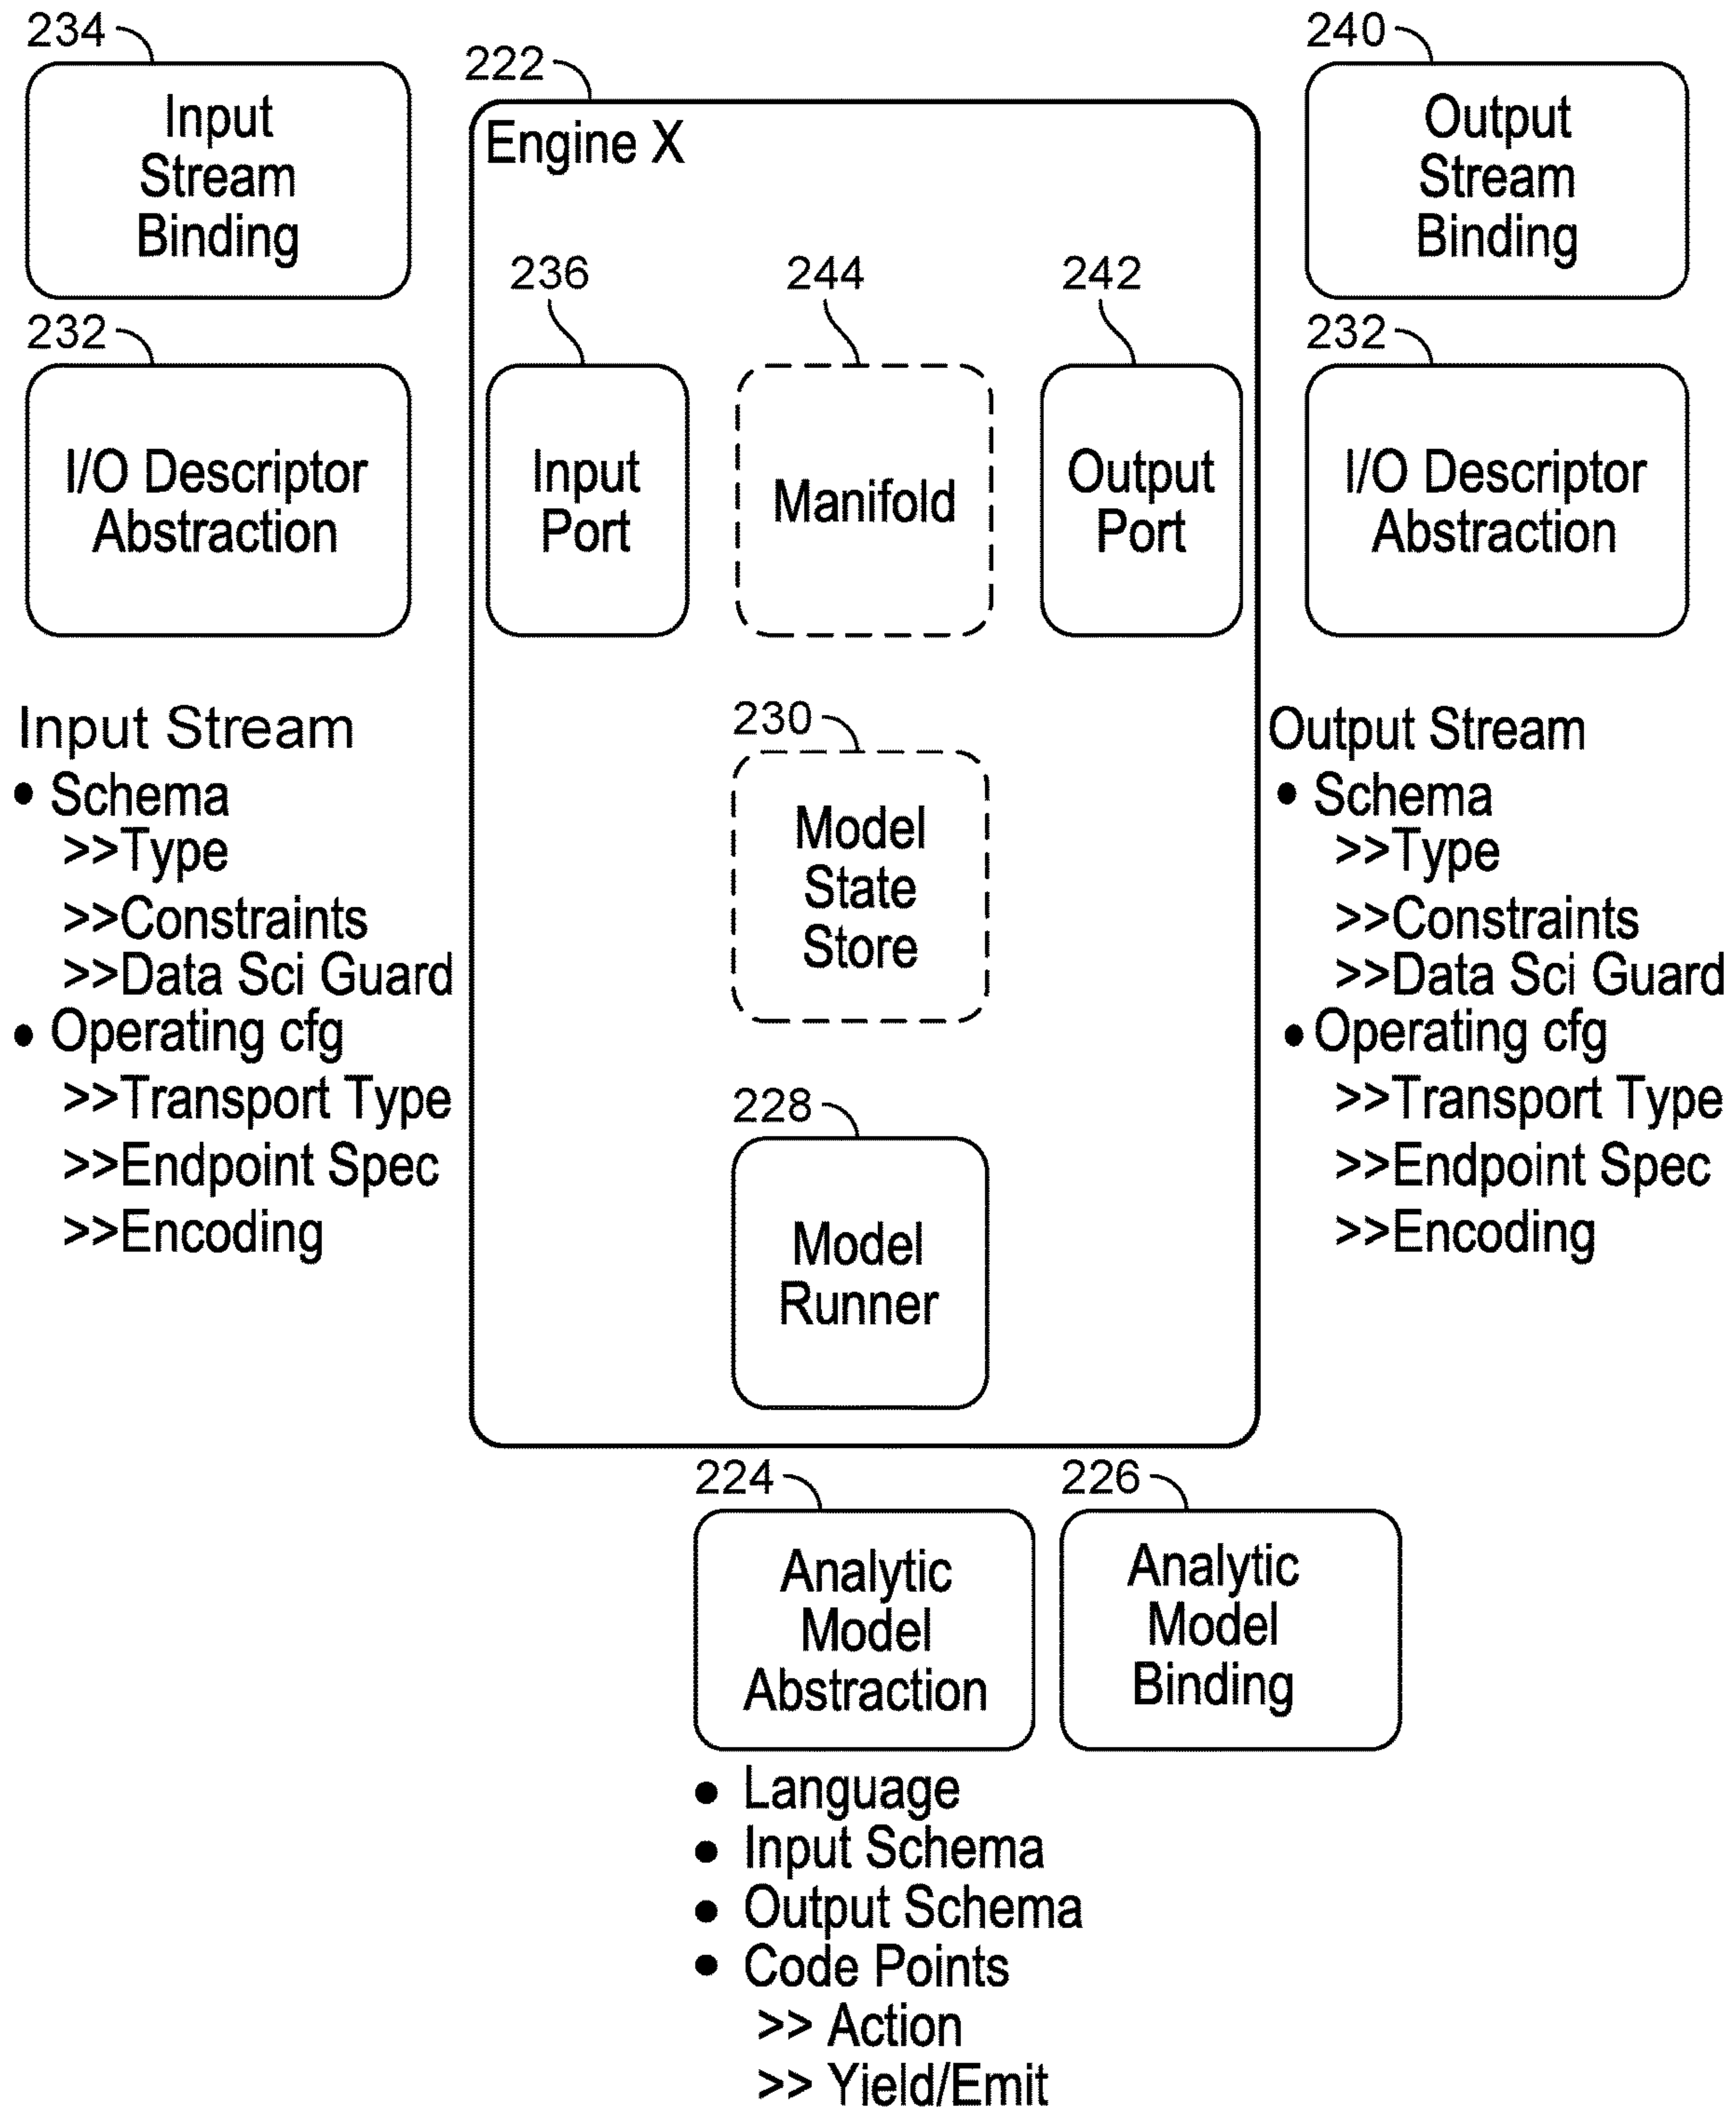 234
Input
Stream
Binding
232
I/O Descriptor
Abstraction
Input Stream
• Schema
>>Type
>>Constraints
>>Data Sci Guard
• Operating cfg
>>Transport Type
>>Endpoint Spec
>>Encoding
222
Engine X
236
Input
Port
244
Manifold
242
Output
Port
230
Model
State
Store
228
Model
Runner
240
Output
Stream
Binding
232
I/O Descriptor
Abstraction
Output Stream
• Schema
>>Type
>>Constraints
>>Data Sci Guard
• Operating cfg
>>Transport Type
>>Endpoint Spec
>>Encoding
224
Analytic
Model
Abstraction
226
Analytic
Model
Binding
• Language
• Input Schema
• Output Schema
• Code Points
>> Action
>> Yield/Emit